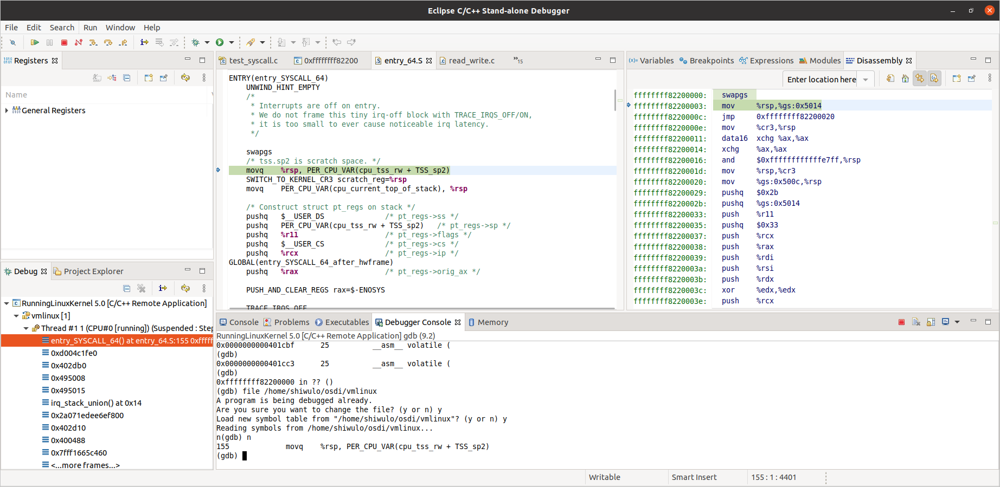 Eclipse C/C++ Stand-alone Debugger
File Edit Search Run Window Help
Registers
Name
General Registers
Debug Project Explorer
RunningLinuxKernel 5.0 [C/C++ Remote Application]
vmlinux [1]
Thread #1 1 (CPU#0 [running]) (Suspended : Step
entry_SYSCALL_64() at entry_64.S:155 0xfffff
0xd004c1fe0
0x402db0
0x495008
0x495015
irq_stack_union() at 0x14
0x2a071edee6ef800
0x402d10
0x400488
0x7fff1665c460
<...more frames...>
test_syscall.c 0xffffffff82200 entry_64.S read_write.c »15
ENTRY(entry_SYSCALL_64)
UNWIND_HINT_EMPTY
/*
* Interrupts are off on entry.
* We do not frame this tiny irq-off block with TRACE_IRQS_OFF/ON,
* it is too small to ever cause noticeable irq latency.
*/
swapgs
/* tss.sp2 is scratch space. */
movq %rsp, PER_CPU_VAR(cpu_tss_rw + TSS_sp2)
SWITCH_TO_KERNEL_CR3 scratch_reg=%rsp
movq PER_CPU_VAR(cpu_current_top_of_stack), %rsp
/* Construct struct pt_regs on stack */
pushq $__USER_DS /* pt_regs->ss */
pushq PER_CPU_VAR(cpu_tss_rw + TSS_sp2) /* pt_regs->sp */
pushq %r11 /* pt_regs->flags */
pushq $__USER_CS /* pt_regs->cs */
pushq %rcx /* pt_regs->ip */
GLOBAL(entry_SYSCALL_64_after_hwframe)
pushq %rax /* pt_regs->orig_ax */
PUSH_AND_CLEAR_REGS rax=$-ENOSYS
TRACE_IRQS_OFF
Variables Breakpoints Expressions Modules Disassembly
Enter location here
ffffffff82200000: swapgs
ffffffff82200003: mov %rsp,%gs:0x5014
ffffffff8220000c: jmp 0xffffffff82200020
ffffffff8220000e: mov %cr3,%rsp
ffffffff82200011: data16 xchg %ax,%ax
ffffffff82200014: xchg %ax,%ax
ffffffff82200016: and $0xffffffffffffe7ff,%rsp
ffffffff8220001d: mov %rsp,%cr3
ffffffff82200020: mov %gs:0x500c,%rsp
ffffffff82200029: pushq $0x2b
ffffffff8220002b: pushq %gs:0x5014
ffffffff82200033: push %r11
ffffffff82200035: pushq $0x33
ffffffff82200037: push %rcx
ffffffff82200038: push %rax
ffffffff82200039: push %rdi
ffffffff8220003a: push %rsi
ffffffff8220003b: push %rdx
ffffffff8220003c: xor %edx,%edx
ffffffff8220003e: push %rcx
Console Problems Executables Debugger Console Memory
RunningLinuxKernel 5.0 [C/C++ Remote Application] gdb (9.2)
0x0000000000401cbf 25 __asm__ volatile (
(gdb)
0x0000000000401cc3 25 __asm__ volatile (
(gdb)
0xffffffff82200000 in ?? ()
(gdb) file /home/shiwulo/osdi/vmlinux
A program is being debugged already.
Are you sure you want to change the file? (y or n) y
Load new symbol table from "/home/shiwulo/osdi/vmlinux"? (y or n) y
Reading symbols from /home/shiwulo/osdi/vmlinux...
n(gdb) n
155 movq %rsp, PER_CPU_VAR(cpu_tss_rw + TSS_sp2)
(gdb)
Writable Smart Insert 155 : 1 : 4401